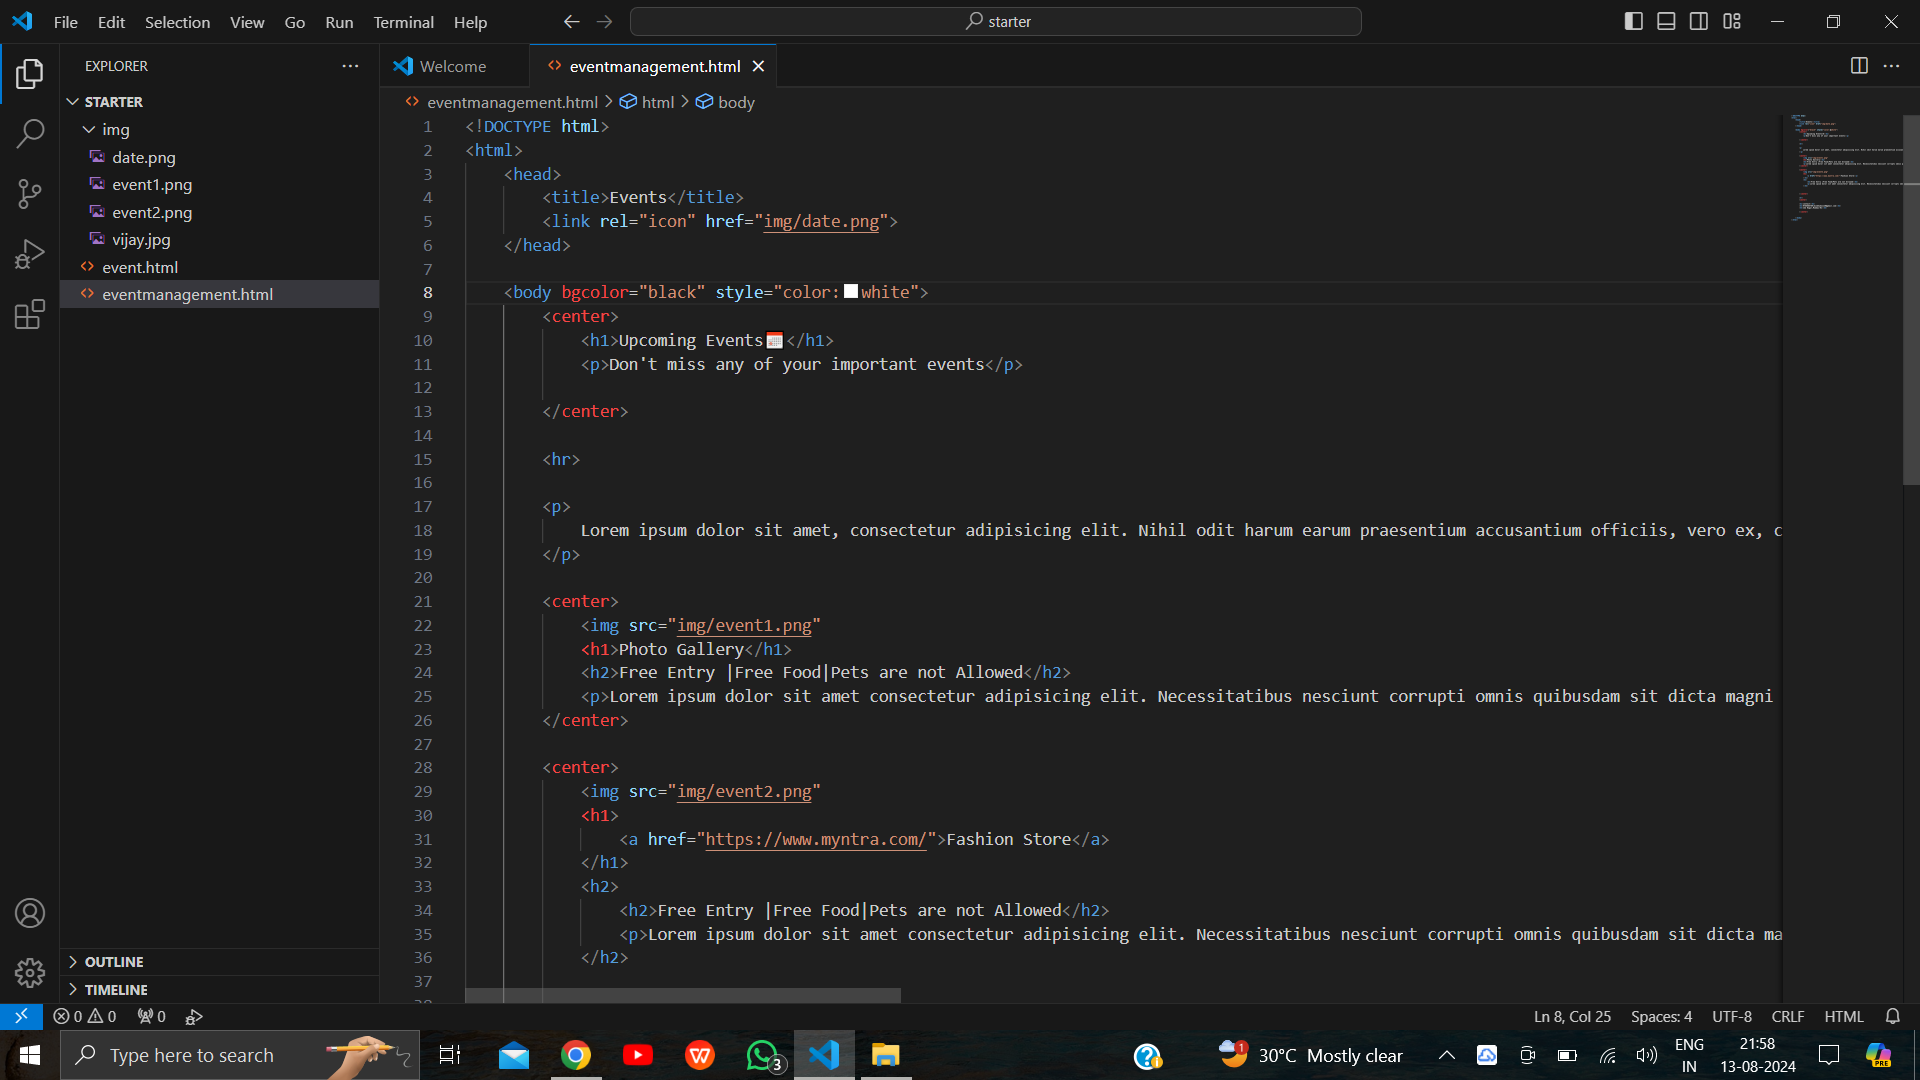 File Edit Selection View Go Run Terminal Help
starter
EXPLORER
STARTER
img
date.png
event1.png
event2.png
vijay.jpg
event.html
eventmanagement.html
OUTLINE
TIMELINE
Welcome
eventmanagement.html
eventmanagement.html > html > body
1 <!DOCTYPE html>
2 <html>
3 <head>
4 <title>Events</title>
5 <link rel="icon" href="img/date.png">
6 </head>
7
8 <body bgcolor="black" style="color:white">
9 <center>
10 <h1>Upcoming Events🗓️</h1>
11 <p>Don't miss any of your important events</p>
12
13 </center>
14
15 <hr>
16
17 <p>
18 Lorem ipsum dolor sit amet, consectetur adipisicing elit. Nihil odit harum earum praesentium accusantium officiis, vero ex, c
19 </p>
20
21 <center>
22 <img src="img/event1.png"
23 <h1>Photo Gallery</h1>
24 <h2>Free Entry |Free Food|Pets are not Allowed</h2>
25 <p>Lorem ipsum dolor sit amet consectetur adipisicing elit. Necessitatibus nesciunt corrupti omnis quibusdam sit dicta magni
26 </center>
27
28 <center>
29 <img src="img/event2.png"
30 <h1>
31 <a href="https://www.myntra.com/">Fashion Store</a>
32 </h1>
33 <h2>
34 <h2>Free Entry |Free Food|Pets are not Allowed</h2>
35 <p>Lorem ipsum dolor sit amet consectetur adipisicing elit. Necessitatibus nesciunt corrupti omnis quibusdam sit dicta ma
36 </h2>
37
0 0 0
Ln 8, Col 25 Spaces: 4 UTF-8 CRLF HTML
Type here to search
3
1
30°C Mostly clear
ENG
IN
21:58
13-08-2024
PRE